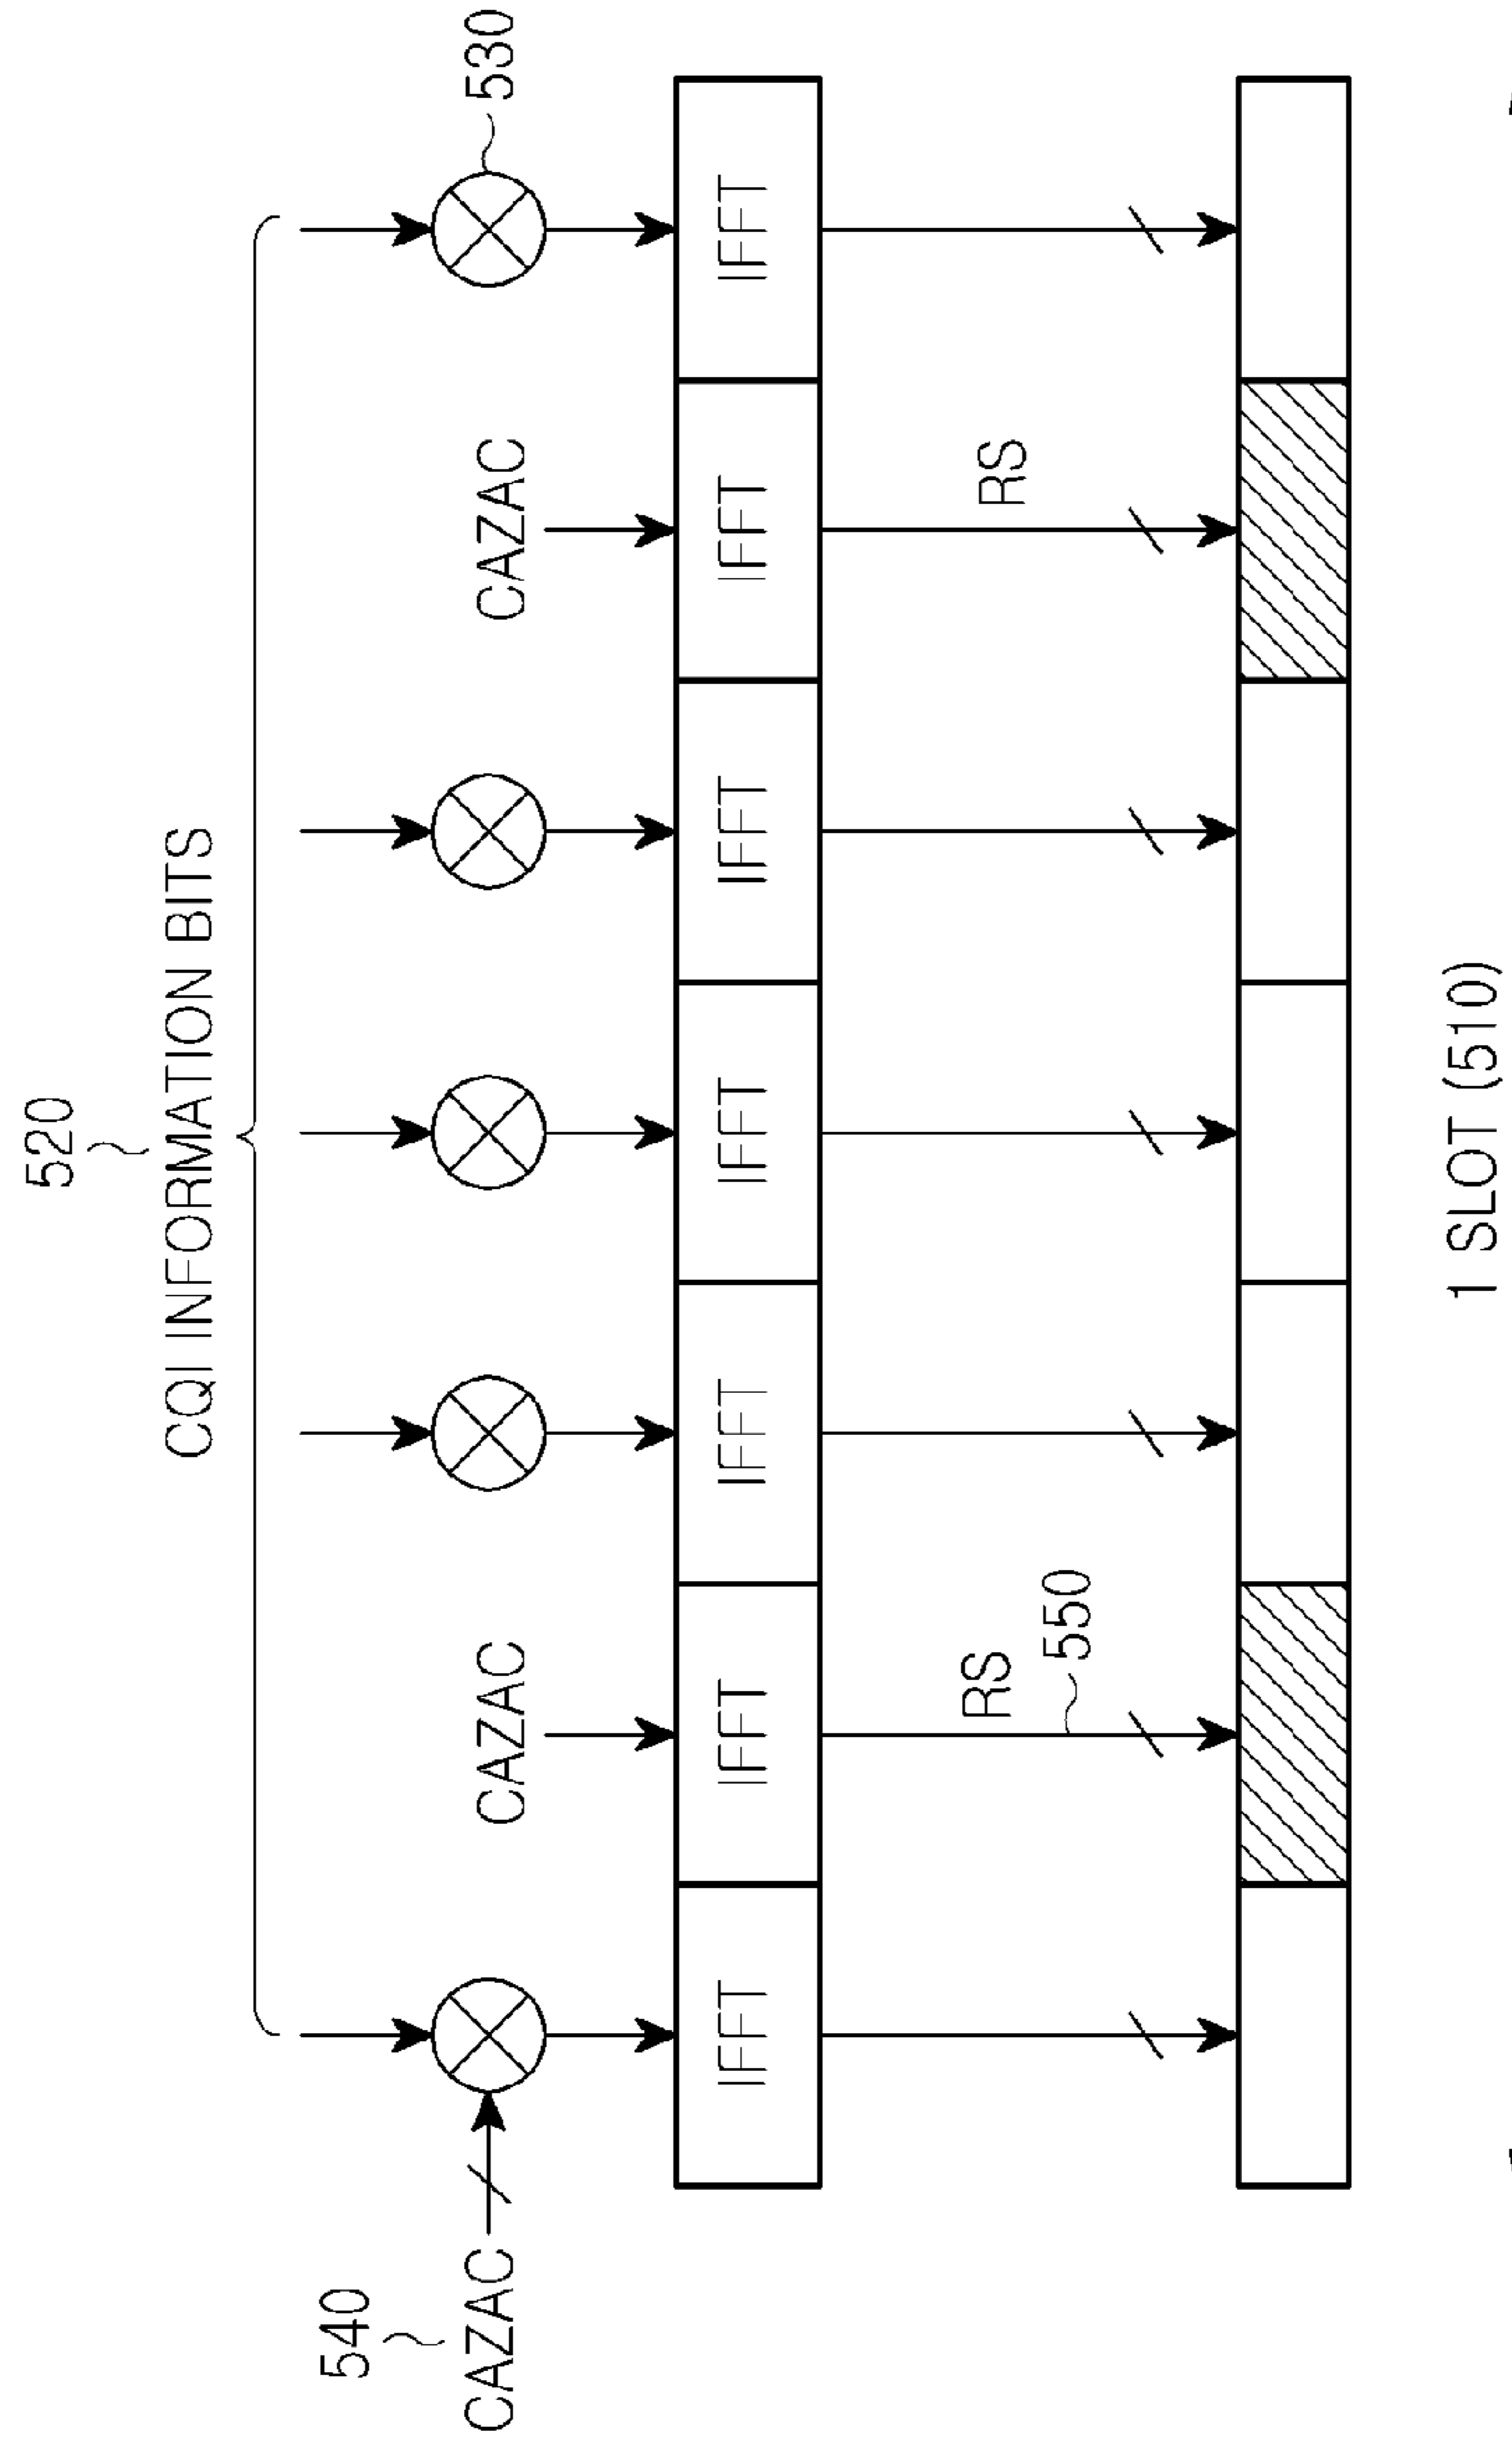 520
CQI INFORMATION BITS
540
CAZAC
CAZAC
CAZAC
530
IFFT
IFFT
IFFT
IFFT
IFFT
IFFT
IFFT
RS
RS
550
1 SLOT (510)